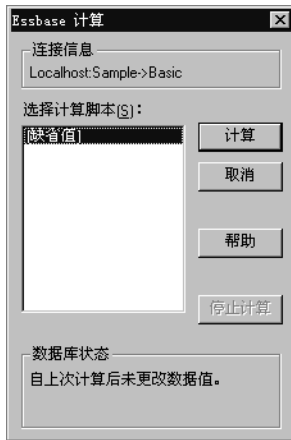 Essbase 计算
连接信息
Localhost:Sample->Basic
选择计算脚本(S):
(缺省值)
计算
取消
帮助
停止计算
数据库状态
自上次计算后未更改数据值。